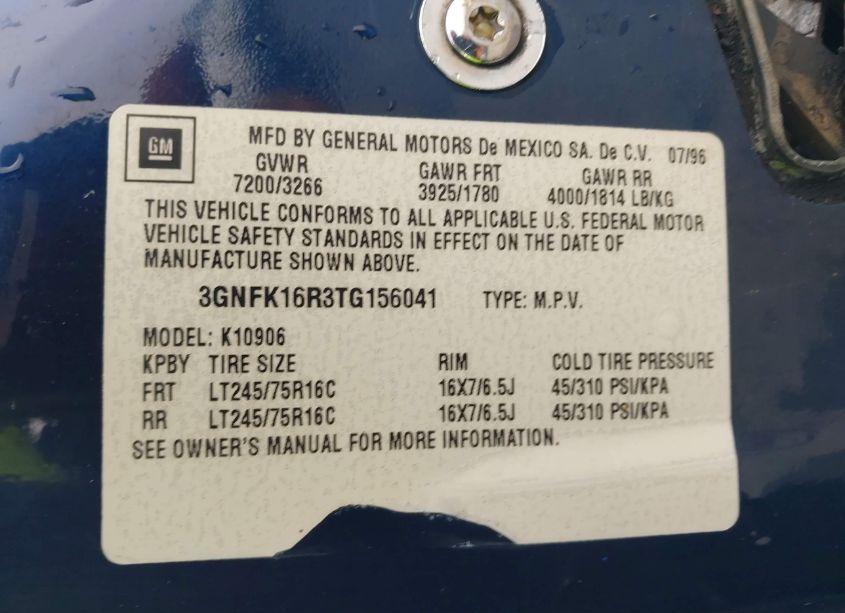 GM
MFD BY GENERAL MOTORS De MEXICO SA. De C.V. 07/96
GVWR GAWR FRT GAWR RR
7200/3266 3925/1780 4000/1814 LB/KG
THIS VEHICLE CONFORMS TO ALL APPLICABLE U.S. FEDERAL MOTOR
VEHICLE SAFETY STANDARDS IN EFFECT ON THE DATE OF
MANUFACTURE SHOWN ABOVE.
3GNFK16R3TG156041 TYPE: M.P.V.
MODEL: K10906
KPBY TIRE SIZE RIM COLD TIRE PRESSURE
FRT LT245/75R16C 16X7/6.5J 45/310 PSI/KPA
RR LT245/75R16C 16X7/6.5J 45/310 PSI/KPA
SEE OWNER'S MANUAL FOR MORE INFORMATION.